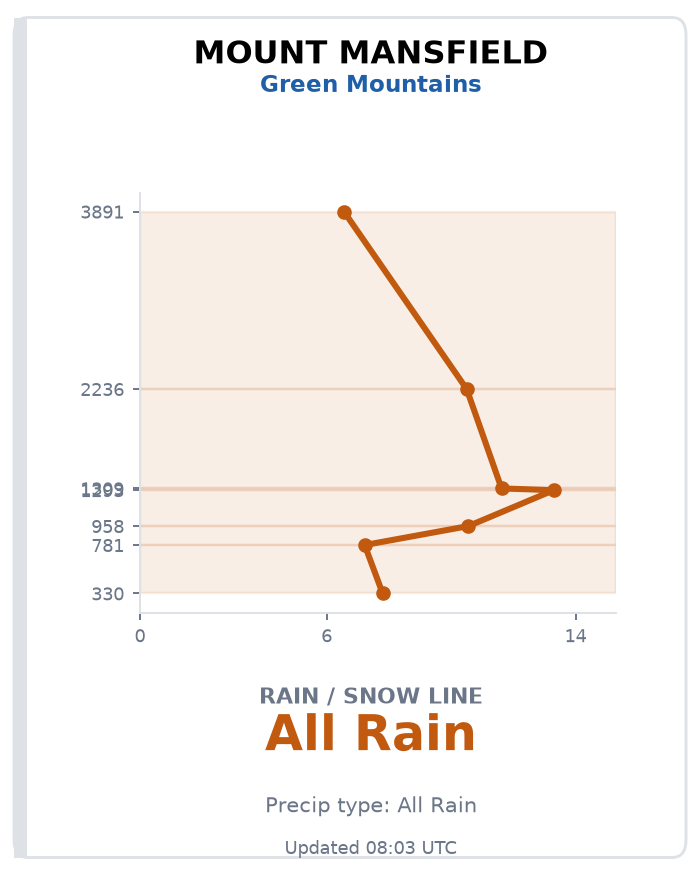 MOUNT MANSFIELD
Green Mountains
3891
2236
958
781
330
0 6 14
RAIN / SNOW LINE
All Rain
Precip type: All Rain
Updated 08:03 UTC